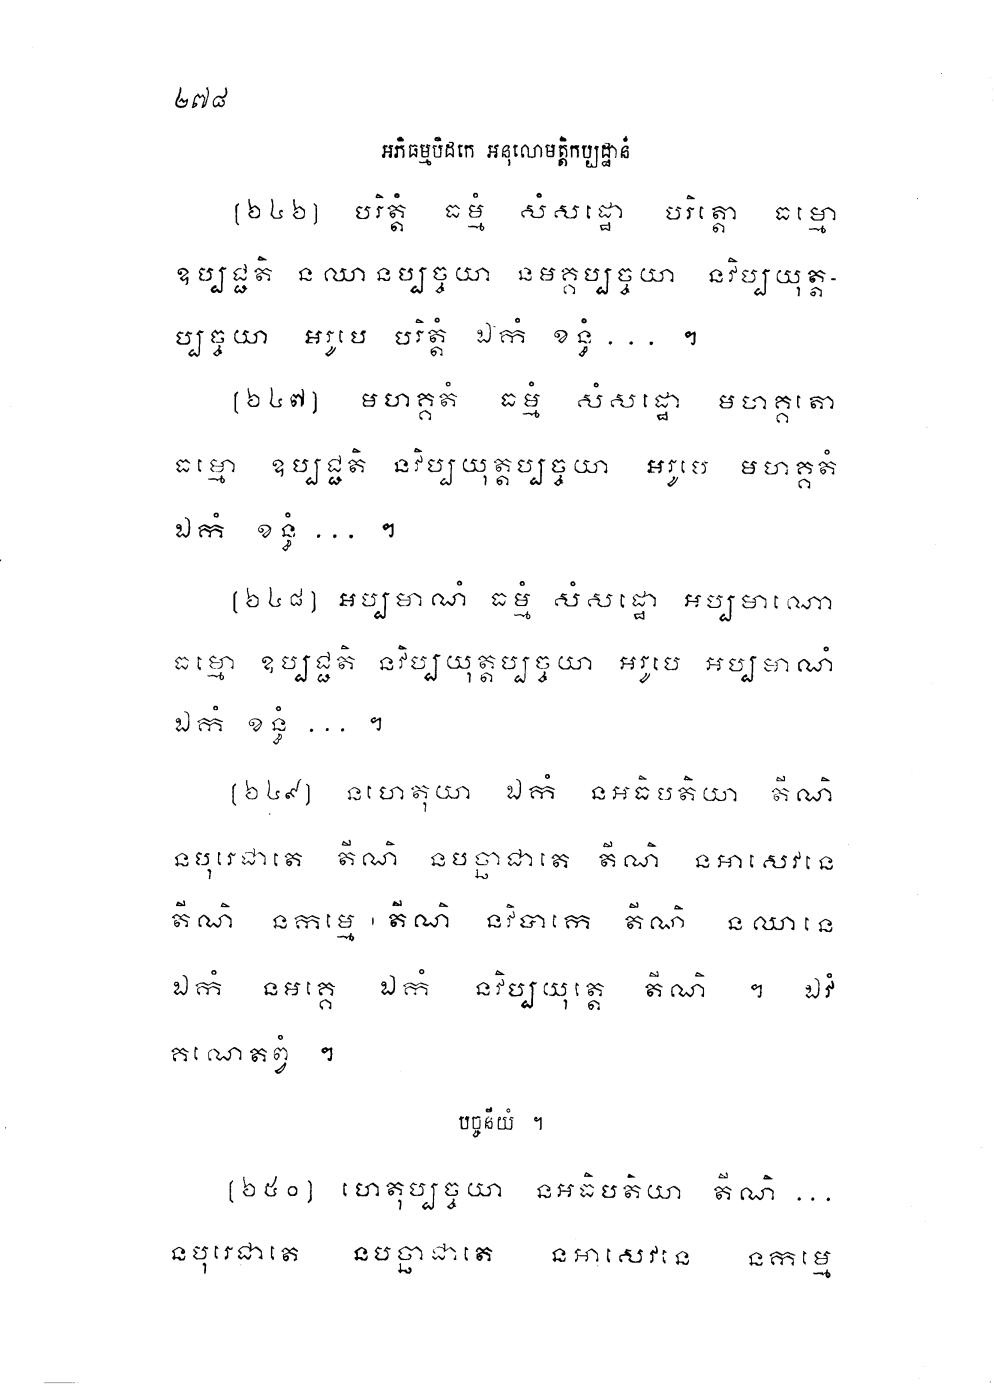 ២៧៨
អភិធម្មបិដកេ អនុលោមត្តិកប្បដ្ឋានំ
(៦៤៦) បរិត្តំ ធម្មំ សំសដ្ឋោ បរិត្តោ ធម្មោ
ឧប្បជ្ជតិ នឈានប្បច្ចយា នមគ្គប្បច្ចយា នវិប្បយុត្ត-
ប្បច្ចយា អរូបេ បរិត្តំ ឯកំ ខន្ធំ ... ។
(៦៤៧) មហគ្គតំ ធម្មំ សំសដ្ឋោ មហគ្គតោ
ធម្មោ ឧប្បជ្ជតិ នវិប្បយុត្តប្បច្ចយា អរូបេ មហគ្គតំ
ឯកំ ខន្ធំ ... ។
(៦៤៨) អប្បមាណំ ធម្មំ សំសដ្ឋោ អប្បមាណោ
ធម្មោ ឧប្បជ្ជតិ នវិប្បយុត្តប្បច្ចយា អរូបេ អប្បមាណំ
ឯកំ ខន្ធំ ... ។
(៦៤៩) នហេតុយា ឯកំ នអធិបតិយា តីណិ
នបុរេជាតេ តីណិ នបច្ឆាជាតេ តីណិ នអាសេវនេ
តីណិ នកម្មេ តីណិ នវិបាកេ តីណិ នឈានេ
ឯកំ នមគ្គេ ឯកំ នវិប្បយុត្តេ តីណិ ។ ឯវំ
គណេតព្វំ ។
បច្ចនីយំ ។
(៦៥០) ហេតុប្បច្ចយា នអធិបតិយា តីណិ ...
នបុរេជាតេ នបច្ឆាជាតេ នអាសេវនេ នកម្មេ